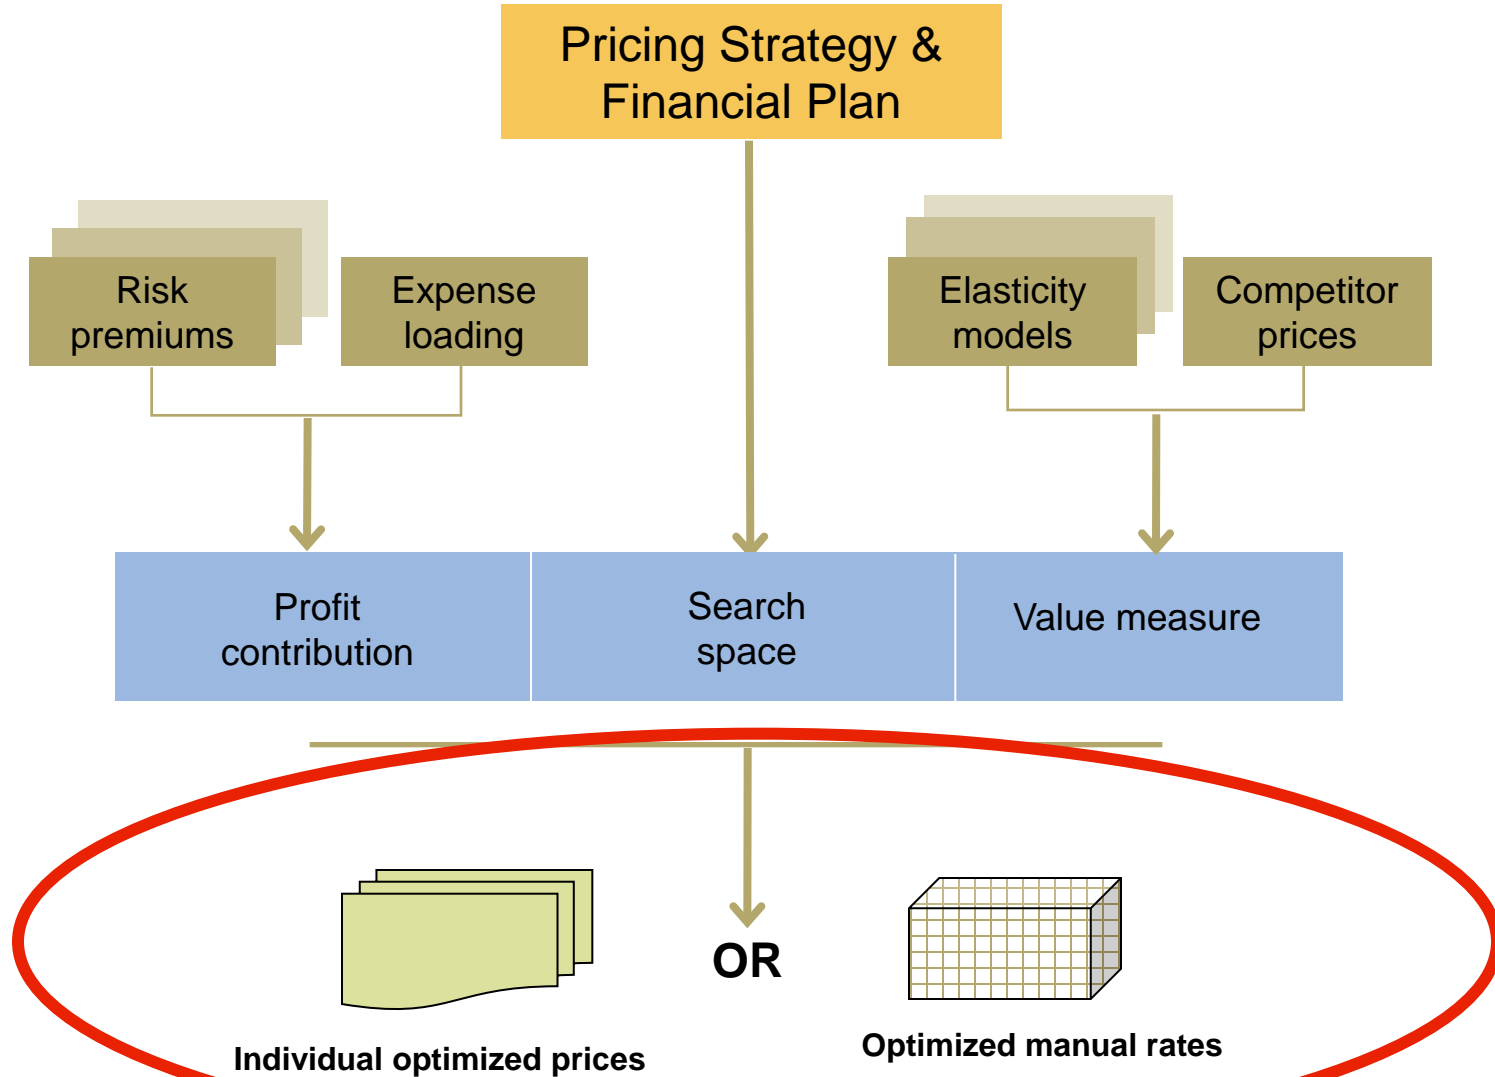 Pricing Strategy &
Financial Plan
Risk
premiums
Expense
loading
Elasticity
models
Competitor
prices
Profit
contribution
Search
space
Value measure
OR
Individual optimized prices
Optimized manual rates